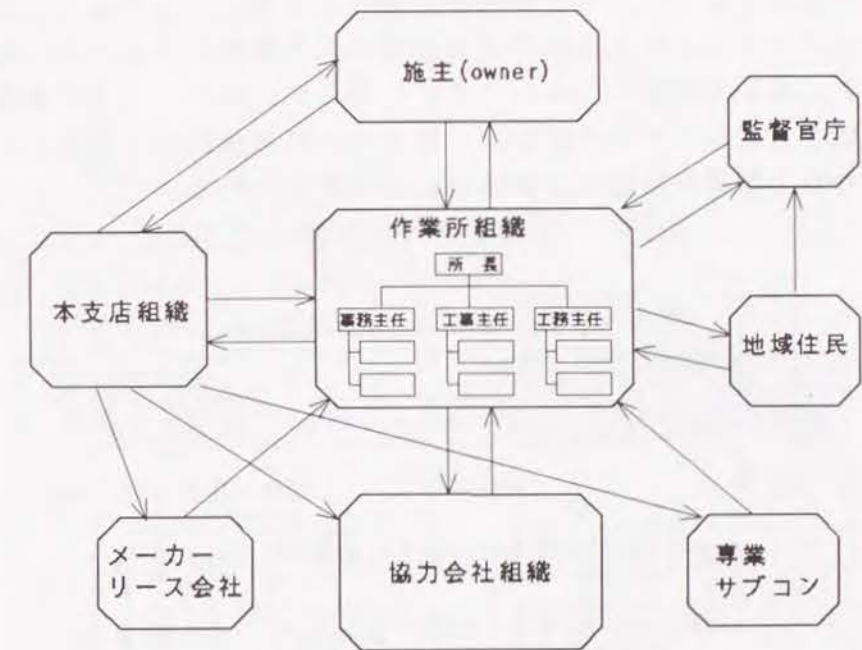 施主(owner)
監督官庁
作業所組織
所 長
本支店組織
事務主任
工事主任
工務主任
地域住民
メーカー
リース会社
協力会社組織
専業
サブコン